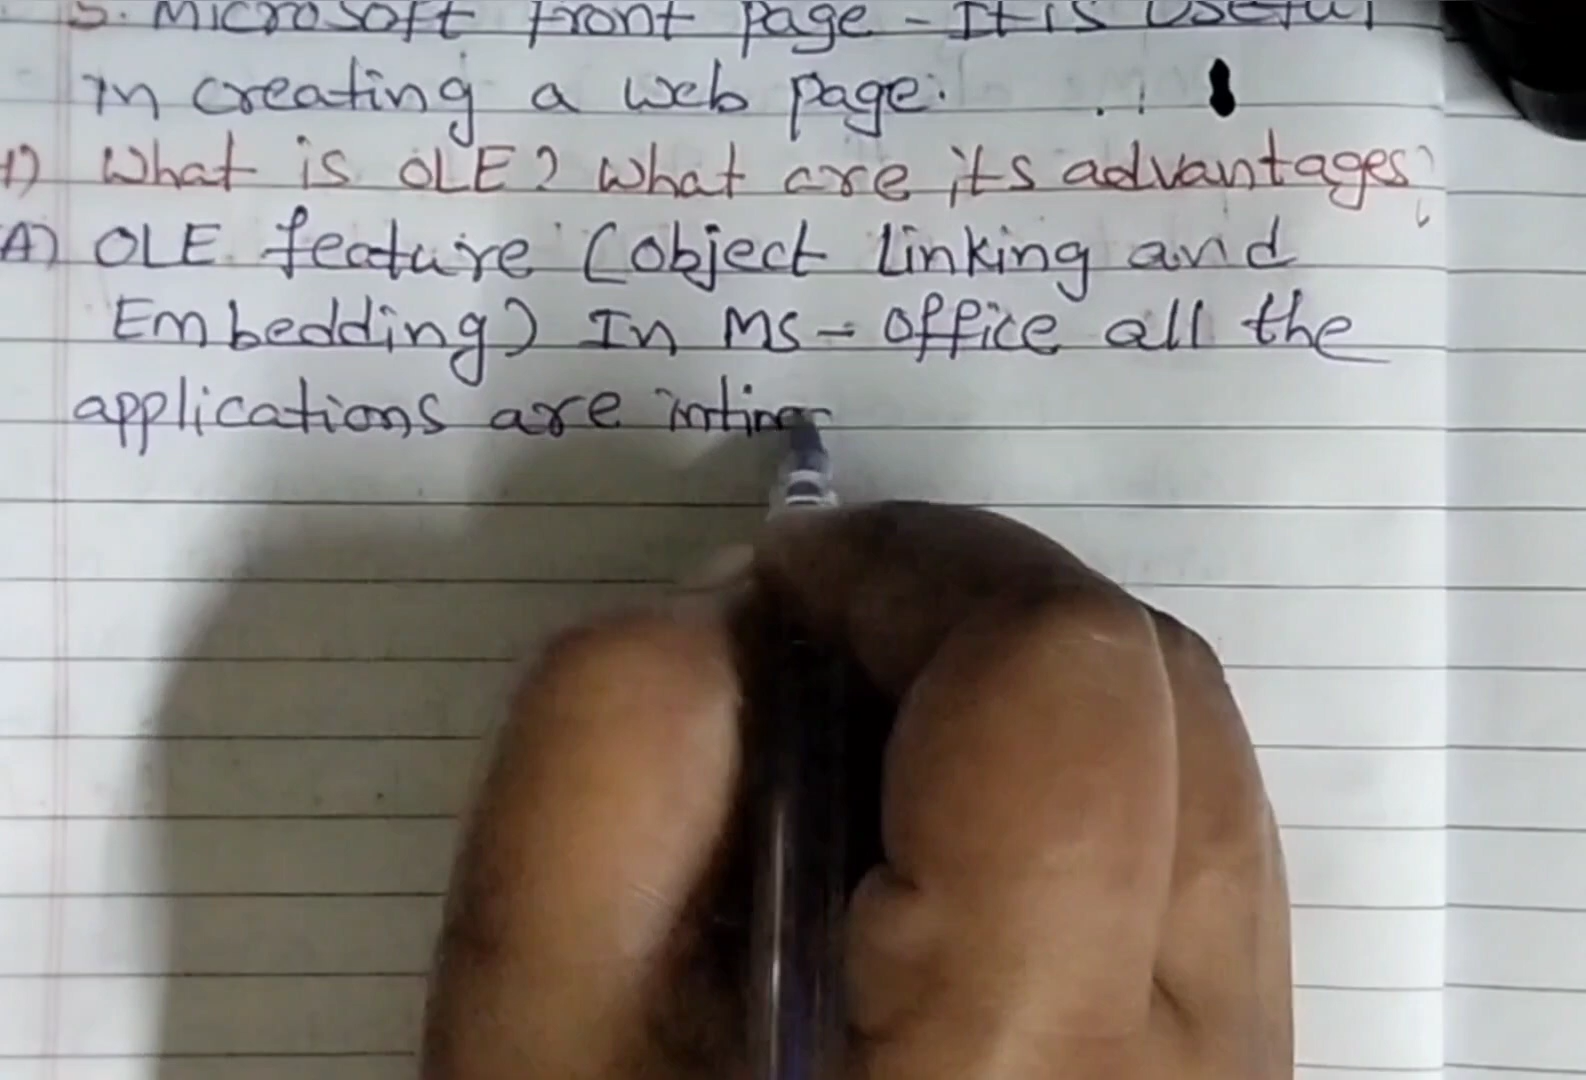 5. Microsoft front page - It is useful
in creating a web page.
1) What is OLE? What are its advantages?
A) OLE feature (object linking and
Embedding) In MS - office all the
applications are